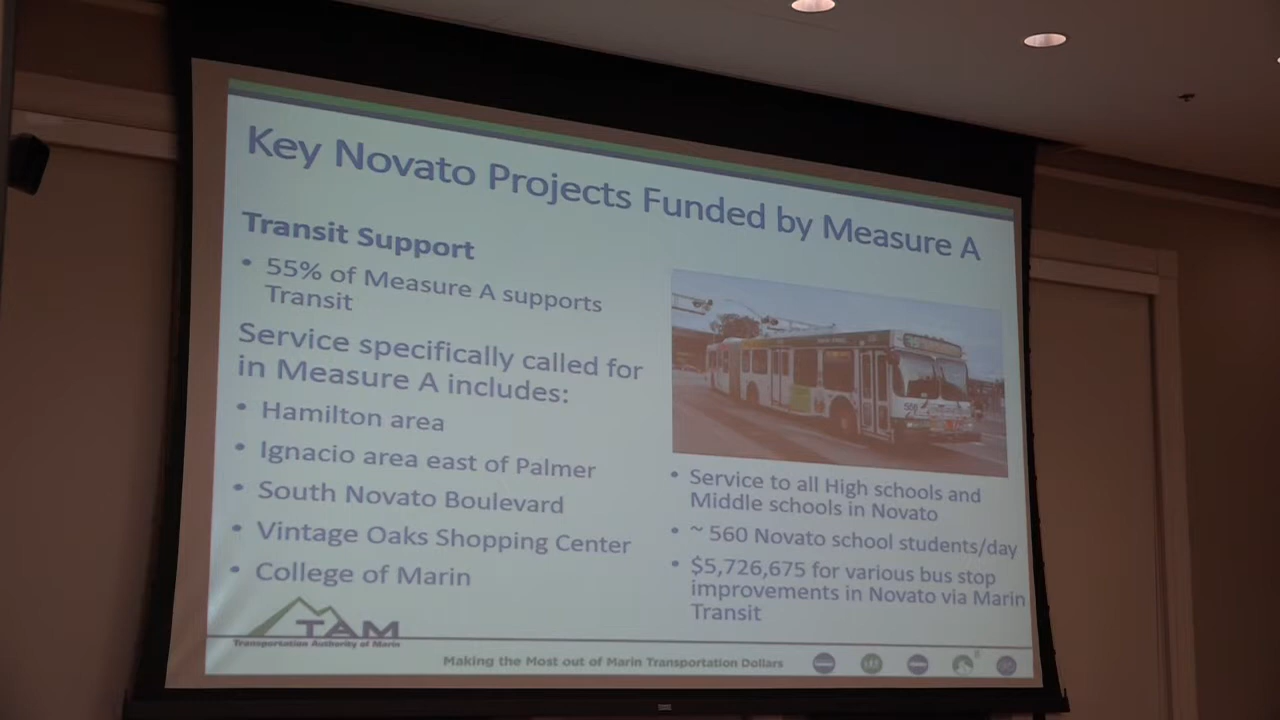 Key Novato Projects Funded by Measure A
Transit Support
• 55% of Measure A supports
Transit
Service specifically called for
in Measure A includes:
• Hamilton area
• Ignacio area east of Palmer
• South Novato Boulevard
• Vintage Oaks Shopping Center
• College of Marin
• Service to all High schools and
Middle schools in Novato
• ~ 560 Novato school students/day
• $5,726,675 for various bus stop
improvements in Novato via Marin
Transit
TAM
Transportation Authority of Marin
Making the Most out of Marin Transportation Dollars